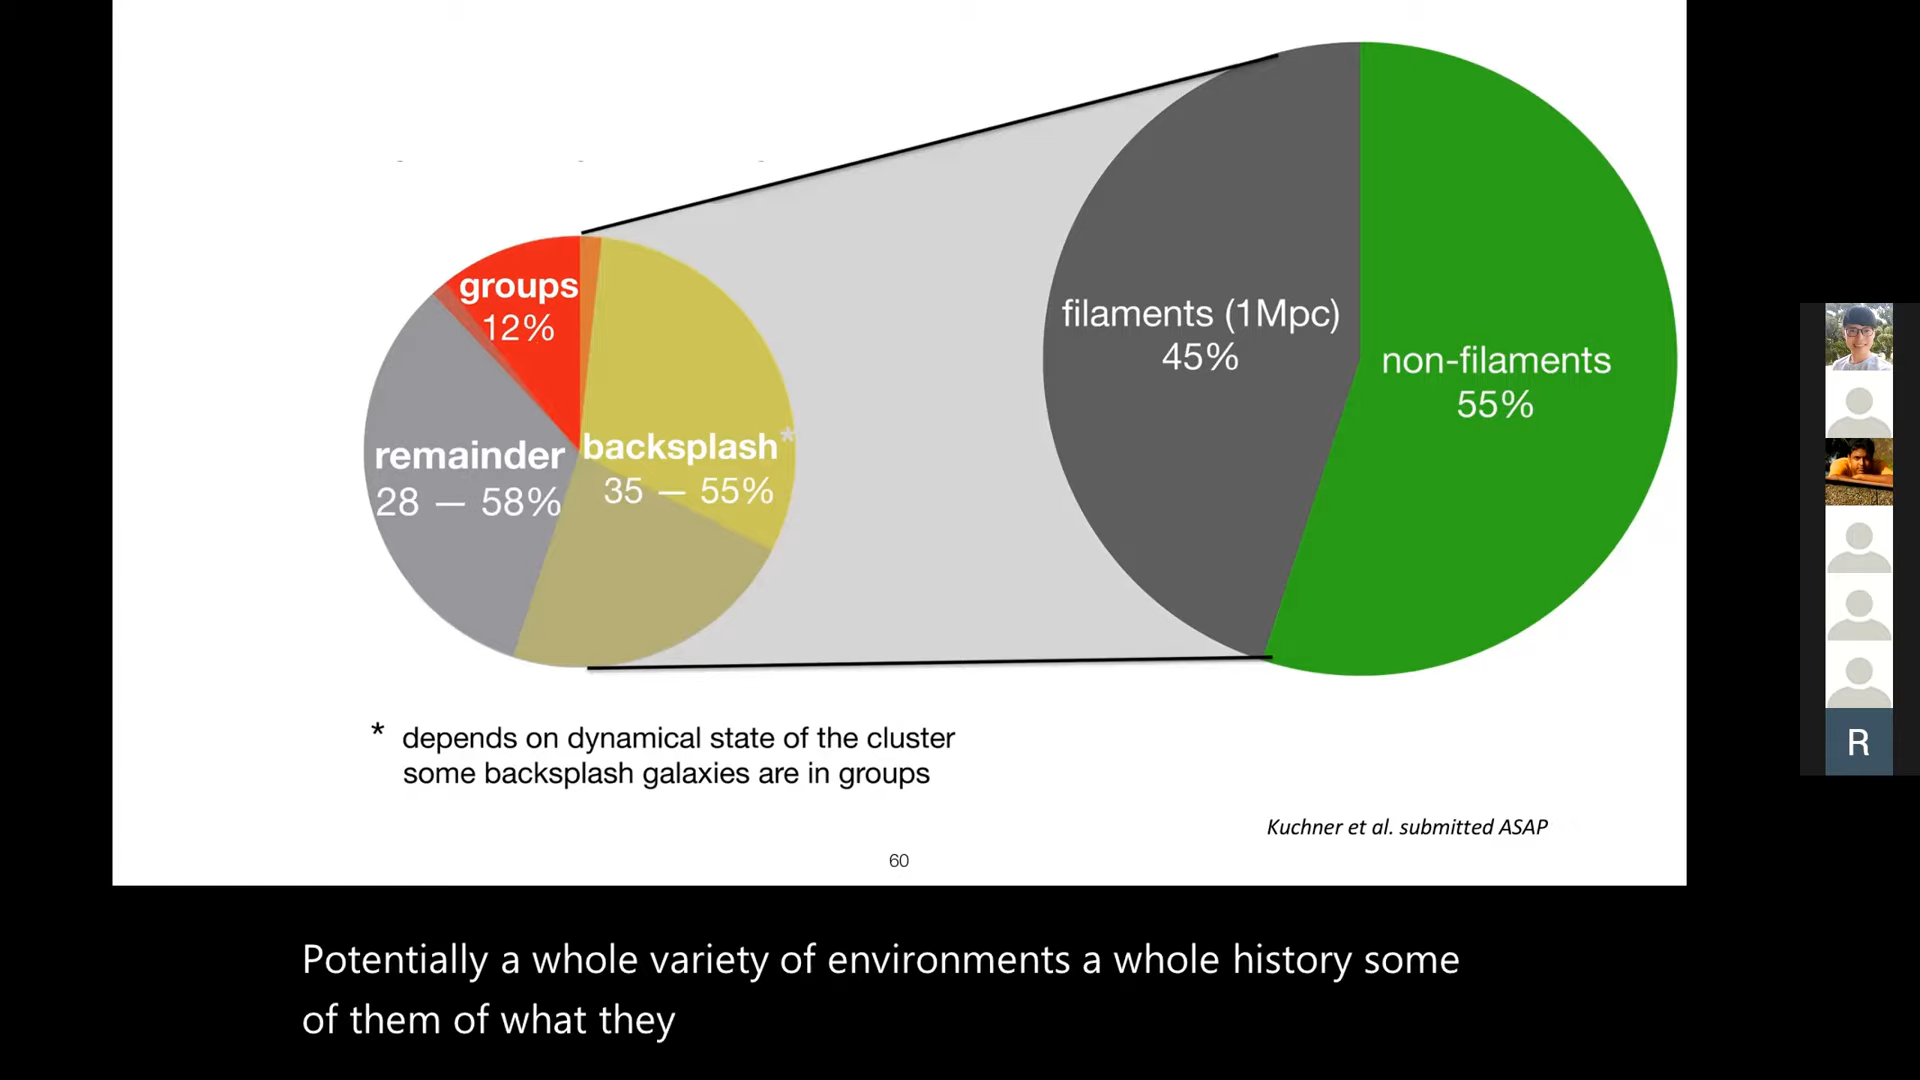 groups
12%
remainder
28 — 58%
backsplash*
35 — 55%
filaments (1Mpc)
45%
non-filaments
55%
* depends on dynamical state of the cluster
some backsplash galaxies are in groups
Kuchner et al. submitted ASAP
60
R
Potentially a whole variety of environments a whole history some
of them of what they